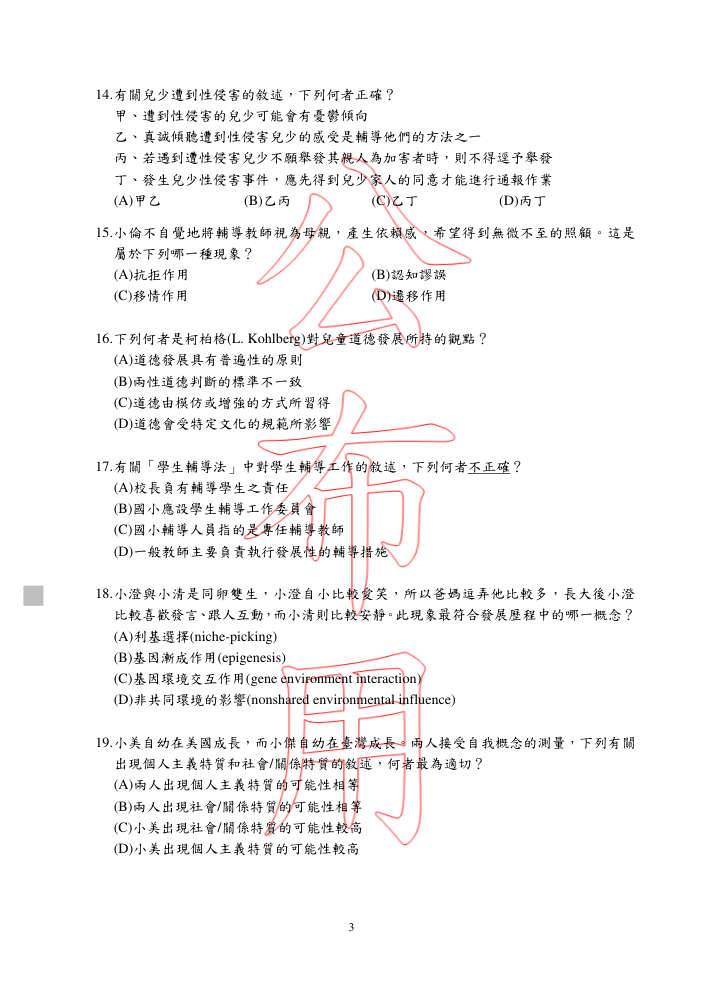 14.有關兒少遭到性侵害的敘述，下列何者正確？
甲、遭到性侵害的兒少可能會有憂鬱傾向
乙、真誠傾聽遭到性侵害兒少的感受是輔導他們的方法之一
丙、若遇到遭性侵害兒少不願舉發其親人為加害者時，則不得逕予舉發
丁、發生兒少性侵害事件，應先得到兒少家人的同意才能進行通報作業
(A)甲乙 (B)乙丙 (C)乙丁 (D)丙丁
15.小倫不自覺地將輔導教師視為母親，產生依賴感，希望得到無微不至的照顧。這是
屬於下列哪一種現象？
(A)抗拒作用 (B)認知謬誤
(C)移情作用 (D)遷移作用
16.下列何者是柯柏格(L. Kohlberg)對兒童道德發展所持的觀點？
(A)道德發展具有普遍性的原則
(B)兩性道德判斷的標準不一致
(C)道德由模仿或增強的方式所習得
(D)道德會受特定文化的規範所影響
17.有關「學生輔導法」中對學生輔導工作的敘述，下列何者不正確？
(A)校長負有輔導學生之責任
(B)國小應設學生輔導工作委員會
(C)國小輔導人員指的是專任輔導教師
(D)一般教師主要負責執行發展性的輔導措施
18.小澄與小清是同卵雙生，小澄自小比較愛笑，所以爸媽逗弄他比較多，長大後小澄
比較喜歡發言、跟人互動，而小清則比較安靜。此現象最符合發展歷程中的哪一概念？
(A)利基選擇(niche-picking)
(B)基因漸成作用(epigenesis)
(C)基因環境交互作用(gene environment interaction)
(D)非共同環境的影響(nonshared environmental influence)
19.小美自幼在美國成長，而小傑自幼在臺灣成長。兩人接受自我概念的測量，下列有關
出現個人主義特質和社會/關係特質的敘述，何者最為適切？
(A)兩人出現個人主義特質的可能性相等
(B)兩人出現社會/關係特質的可能性相等
(C)小美出現社會/關係特質的可能性較高
(D)小美出現個人主義特質的可能性較高
3
公布用